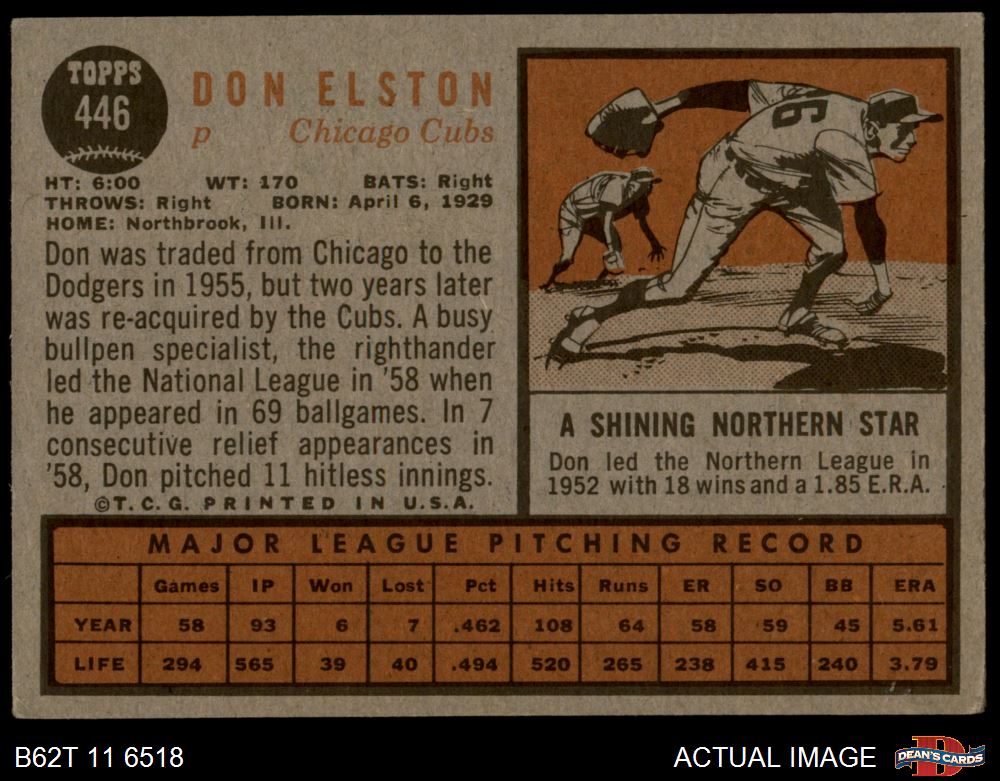 TOPPS
446
DON ELSTON
p Chicago Cubs
HT: 6:00 WT: 170 BATS: Right
THROWS: Right BORN: April 6, 1929
HOME: Northbrook, Ill.
Don was traded from Chicago to the
Dodgers in 1955, but two years later
was re-acquired by the Cubs. A busy
bullpen specialist, the righthander
led the National League in '58 when
he appeared in 69 ballgames. In 7
consecutive relief appearances in
'58, Don pitched 11 hitless innings.
©T. C. G. PRINTED IN U.S.A.
6
A SHINING NORTHERN STAR
Don led the Northern League in
1952 with 18 wins and a 1.85 E.R.A.
MAJOR LEAGUE PITCHING RECORD
Games IP Won Lost Pct Hits Runs ER SO BB ERA
YEAR 58 93 6 7 .462 108 64 58 59 45 5.61
LIFE 294 565 39 40 .494 520 265 238 415 240 3.79
B62T 11 6518
ACTUAL IMAGE
D
DEAN'S CARDS